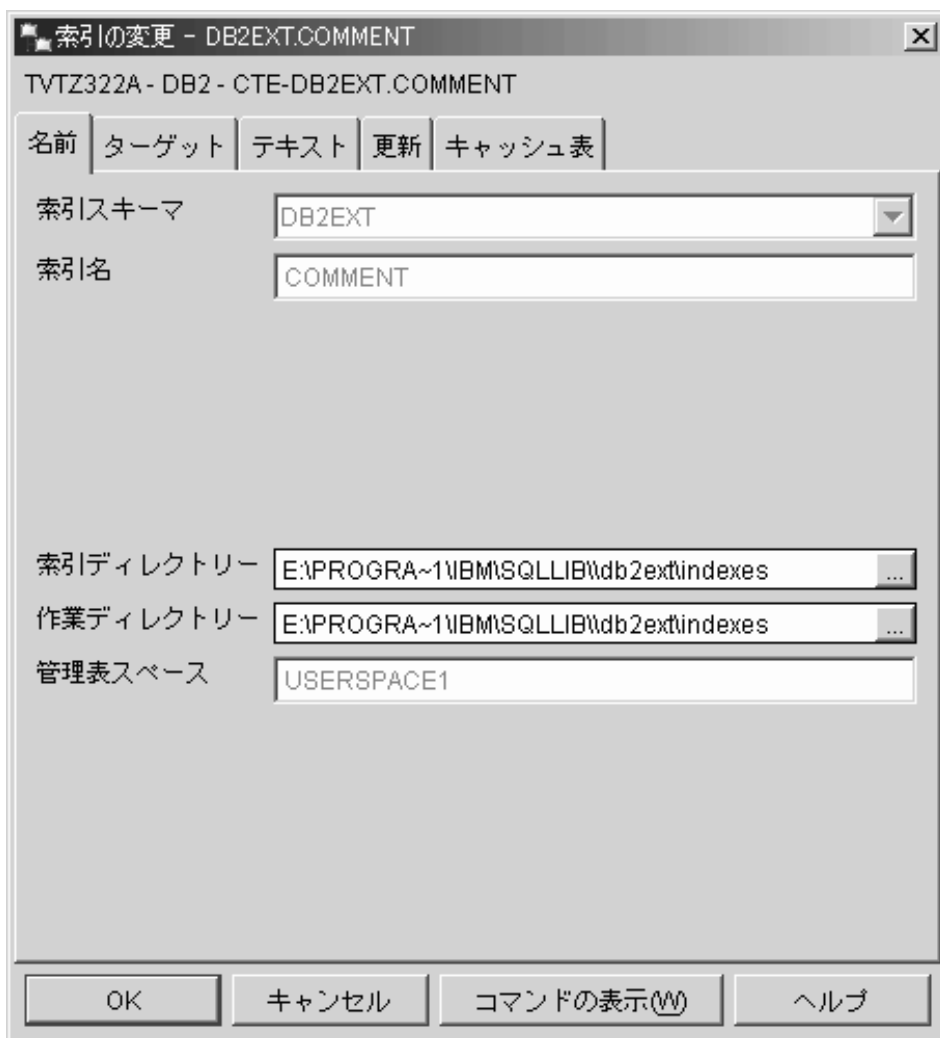 索引の変更 - DB2EXT.COMMENT
TVTZ322A - DB2 - CTE-DB2EXT.COMMENT
名前 ターゲット テキスト 更新 キャッシュ表
索引スキーマ DB2EXT
索引名 COMMENT
索引ディレクトリー E:\PROGRA~1\IBM\SQLLIB\\db2ext\indexes ...
作業ディレクトリー E:\PROGRA~1\IBM\SQLLIB\\db2ext\indexes ...
管理表スペース USERSPACE1
OK キャンセル コマンドの表示(W) ヘルプ